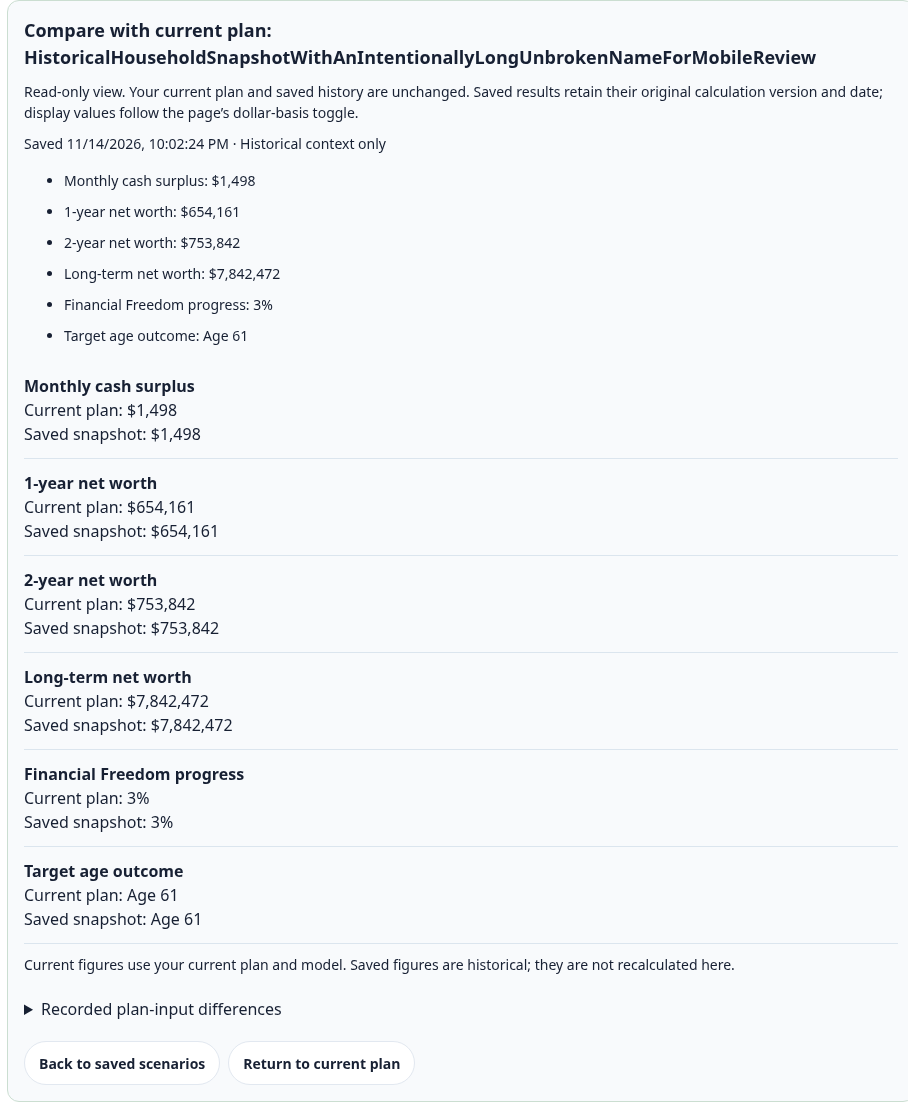 Compare with current plan:
HistoricalHouseholdSnapshotWithAnIntentionallyLongUnbrokenNameForMobileReview
Read-only view. Your current plan and saved history are unchanged. Saved results retain their original calculation version and date;
display values follow the page’s dollar-basis toggle.
Saved 11/14/2026, 10:02:24 PM · Historical context only
• Monthly cash surplus: $1,498
• 1-year net worth: $654,161
• 2-year net worth: $753,842
• Long-term net worth: $7,842,472
• Financial Freedom progress: 3%
• Target age outcome: Age 61
Monthly cash surplus
Current plan: $1,498
Saved snapshot: $1,498
1-year net worth
Current plan: $654,161
Saved snapshot: $654,161
2-year net worth
Current plan: $753,842
Saved snapshot: $753,842
Long-term net worth
Current plan: $7,842,472
Saved snapshot: $7,842,472
Financial Freedom progress
Current plan: 3%
Saved snapshot: 3%
Target age outcome
Current plan: Age 61
Saved snapshot: Age 61
Current figures use your current plan and model. Saved figures are historical; they are not recalculated here.
▶ Recorded plan-input differences
Back to saved scenarios
Return to current plan